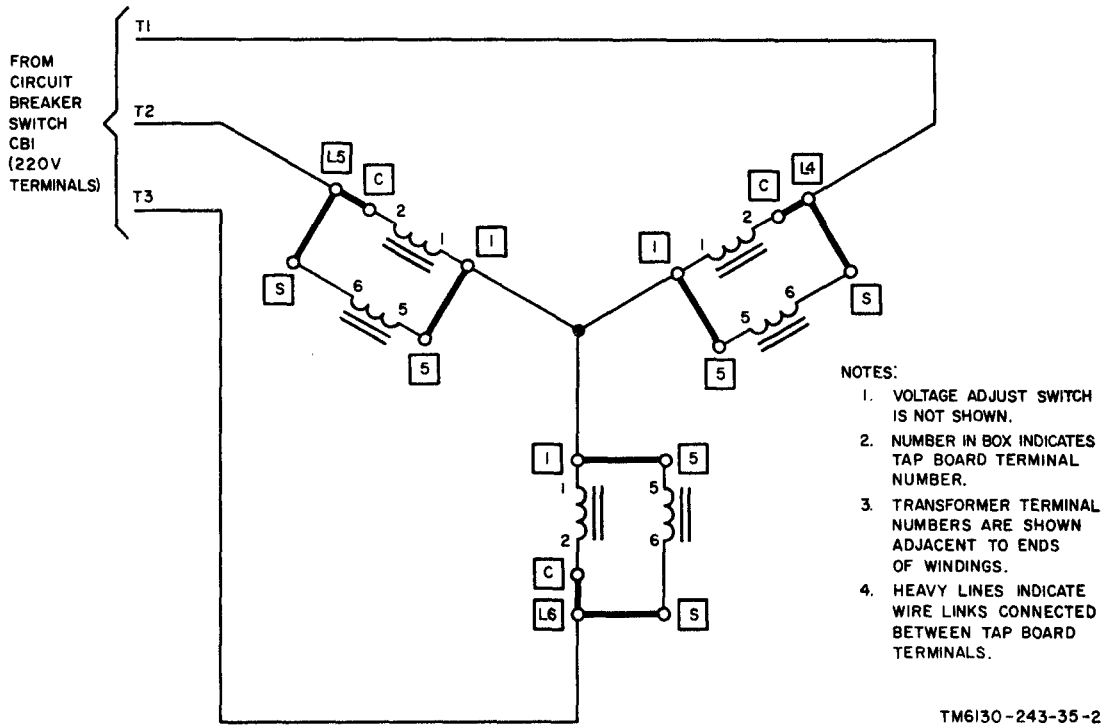 FROM
CIRCUIT
BREAKER
SWITCH
CB1
(220V
TERMINALS)
T1
T2
T3
L5
C
2
1
1
S
6
5
5
L4
C
2
1
1
S
6
5
5
1
5
1
5
2
6
C
L6
S
NOTES:
1. VOLTAGE ADJUST SWITCH
IS NOT SHOWN.
2. NUMBER IN BOX INDICATES
TAP BOARD TERMINAL
NUMBER.
3. TRANSFORMER TERMINAL
NUMBERS ARE SHOWN
ADJACENT TO ENDS
OF WINDINGS.
4. HEAVY LINES INDICATE
WIRE LINKS CONNECTED
BETWEEN TAP BOARD
TERMINALS.
TM6130-243-35-2